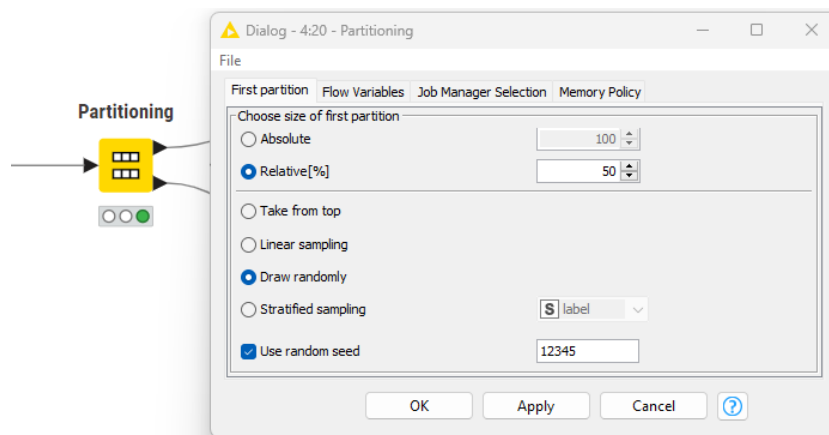 Dialog - 4:20 - Partitioning
File
First partition Flow Variables Job Manager Selection Memory Policy
Partitioning
Choose size of first partition
Absolute 100
Relative[%] 50
Take from top
Linear sampling
Draw randomly
Stratified sampling S label
Use random seed 12345
OK Apply Cancel ?